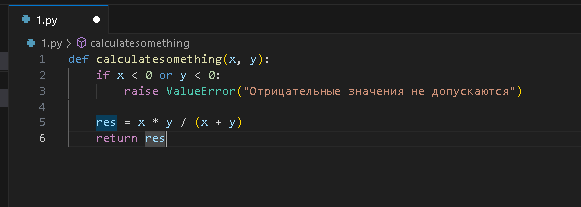 1.py
1.py > calculatesomething
1 def calculatesomething(x, y):
2 if x < 0 or y < 0:
3 raise ValueError("Отрицательные значения не допускаются")
4
5 res = x * y / (x + y)
6 return res